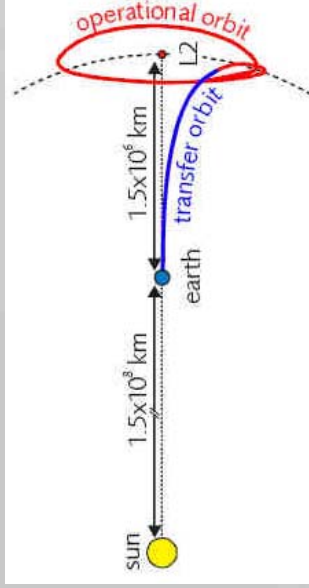 operational orbit
L2
1.5x10⁶ km
transfer orbit
earth
1.5x10⁸ km
sun